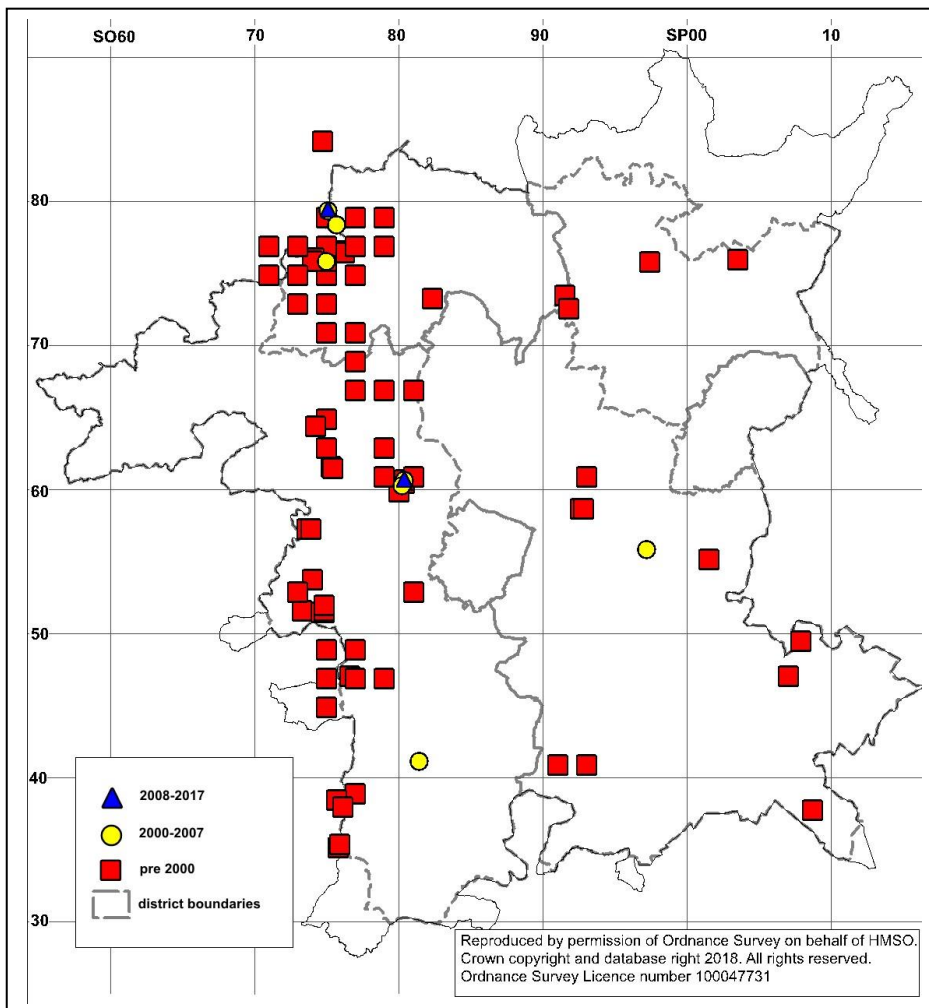 SO60 70 80 90 SP00 10
80
70
60
50
40
30
2008-2017
2000-2007
pre 2000
district boundaries
Reproduced by permission of Ordnance Survey on behalf of HMSO.
Crown copyright and database right 2018. All rights reserved.
Ordnance Survey Licence number 100047731